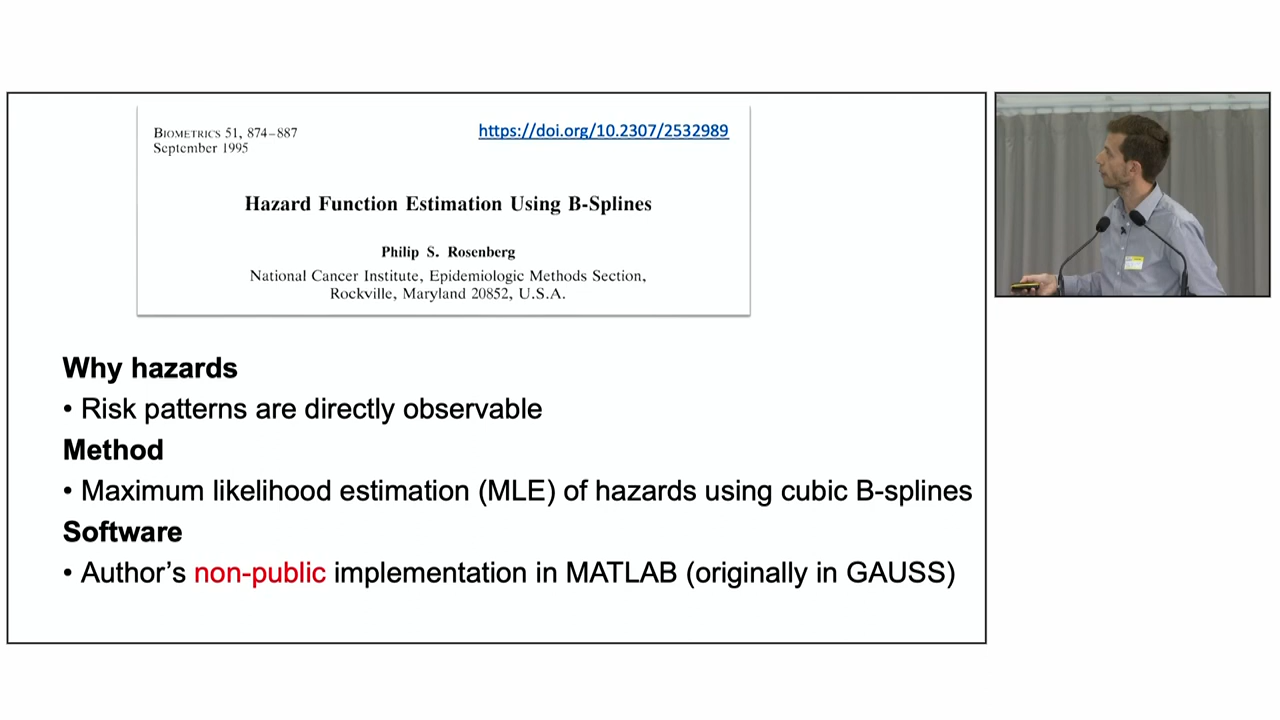 BIOMETRICS 51, 874–887
September 1995
https://doi.org/10.2307/2532989
Hazard Function Estimation Using B-Splines
Philip S. Rosenberg
National Cancer Institute, Epidemiologic Methods Section,
Rockville, Maryland 20852, U.S.A.
Why hazards
• Risk patterns are directly observable
Method
• Maximum likelihood estimation (MLE) of hazards using cubic B-splines
Software
• Author’s non-public implementation in MATLAB (originally in GAUSS)